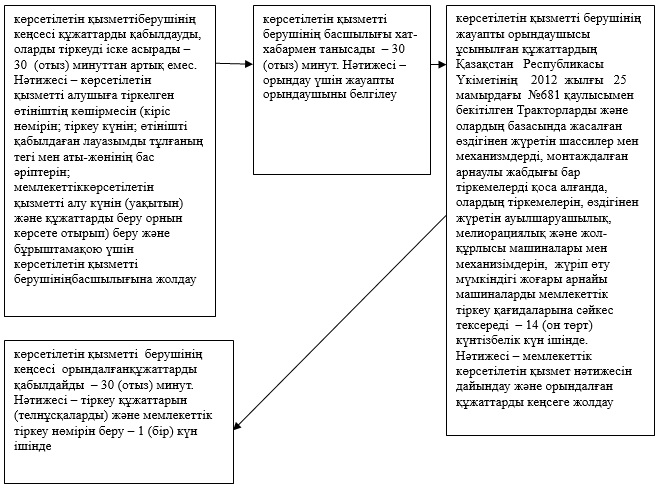 көрсетілетін қызметтіберушінің
кеңсесі құжаттарды қабылдауды,
оларды тіркеуді іске асырады –
30 (отыз) минуттан артық емес.
Нәтижесі – көрсетілетін
қызметті алушыға тіркелген
өтініштің көшірмесін (кіріс
нөмірін; тіркеу күнін; өтінішті
қабылдаған лауазымды тұлғаның
тегі мен аты-жөнінің бас
әріптерін;
мемлекеттіккөрсетілетін
қызметті алу күнін (уақытын)
және құжаттарды беру орнын
көрсете отырып) беру және
бұрыштамақою үшін
көрсетілетін қызметті
берушініңбасшылығына жолдау
көрсетілетін қызметті
берушінің басшылығы хат-
хабармен танысады – 30
(отыз) минут. Нәтижесі –
орындау үшін жауапты
орындаушыны белгілеу
көрсетілетін қызметті берушінің
жауапты орындаушысы
ұсынылған құжаттардың
Қазақстан Республикасы
Үкіметінің 2012 жылғы 25
мамырдағы №681 қаулысымен
бекітілген Тракторларды және
олардың базасында жасалған
өздігінен жүретін шассилер мен
механизмдерді, монтаждалған
арнаулы жабдығы бар
тіркемелерді қоса алғанда,
олардың тіркемелерін, өздігінен
жүретін ауылшаруашылық,
мелиорациялық және жол-
құрлысы машиналары мен
механизімдерін, жүріп өту
мүмкіндігі жоғары арнайы
машиналарды мемлекеттік
тіркеу қағидаларына сәйкес
тексереді – 14 (он төрт)
күнтізбелік күн ішінде.
Нәтижесі – мемлекеттік
көрсетілетін қызмет нәтижесін
дайындау және орындалған
құжаттарды кеңсеге жолдау
көрсетілетін қызметті берушінің
кеңсесі орындалғанқұжаттарды
қабылдайды – 30 (отыз) минут.
Нәтижесі – тіркеу құжаттарын
(телнұсқаларды) және мемлекеттік
тіркеу нөмірін беру – 1 (бір) күн
ішінде